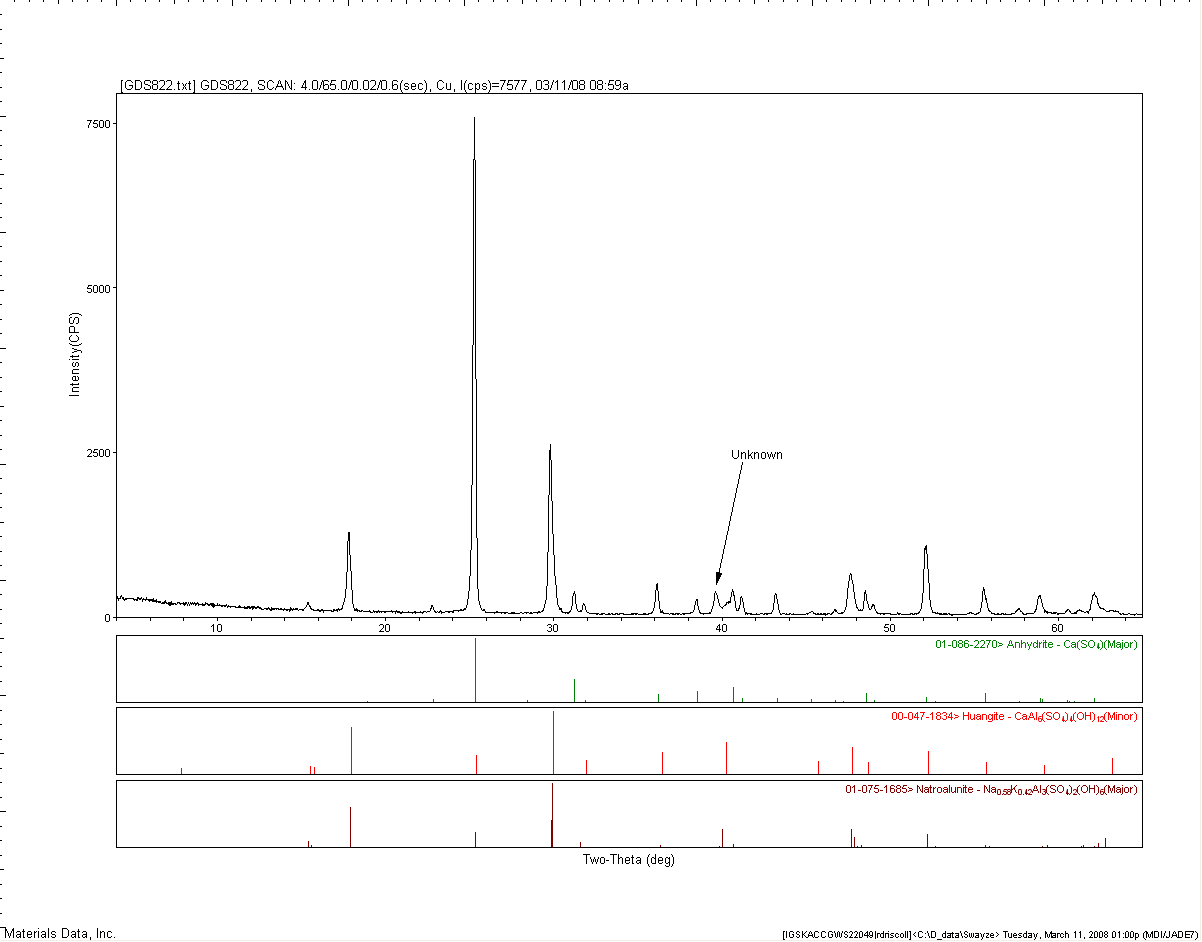 [GDS822.txt] GDS822, SCAN: 4.0/65.0/0.02/0.6(sec), Cu, I(cps)=7577, 03/11/08 08:59a
7500
5000
Intensity(CPS)
2500
Unknown
0
10 20 30 40 50 60
01-086-2270> Anhydrite - Ca(SO4)(Major)
00-047-1834> Huangite - CaAl6(SO4)4(OH)12(Minor)
01-075-1685> Natroalunite - Na0.58K0.42Al3(SO4)2(OH)6(Major)
Two-Theta (deg)
Materials Data, Inc.
[IGSKACCGWS22049|rdriscoll]<C:\D_data\Swayze> Tuesday, March 11, 2008 01:00p (MDI/JADE7)